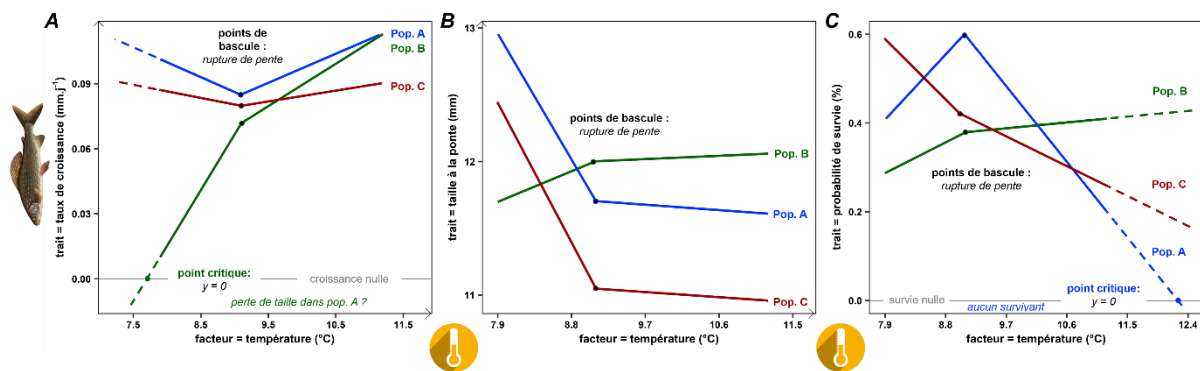 A
trait = taux de croissance (mm.j⁻¹)
0.09
0.06
0.03
0.00
points de
bascule :
rupture de pente
Pop. A
Pop. B
Pop. C
point critique:
y = 0
croissance nulle
perte de taille dans pop. A ?
7.5 8.5 9.5 10.5 11.5
facteur = température (°C)
B
trait = taille à la ponte (mm)
13
12
11
points de bascule :
rupture de pente
Pop. B
Pop. A
Pop. C
7.9 8.8 9.7 10.6 11.5
facteur = température (°C)
C
trait = probabilité de survie (%)
0.6
0.4
0.2
0.0
Pop. B
points de bascule :
rupture de pente
Pop. C
Pop. A
point critique:
y = 0
survie nulle
aucun survivant
7.9 8.8 9.7 10.6 11.5 12.4
facteur = température (°C)